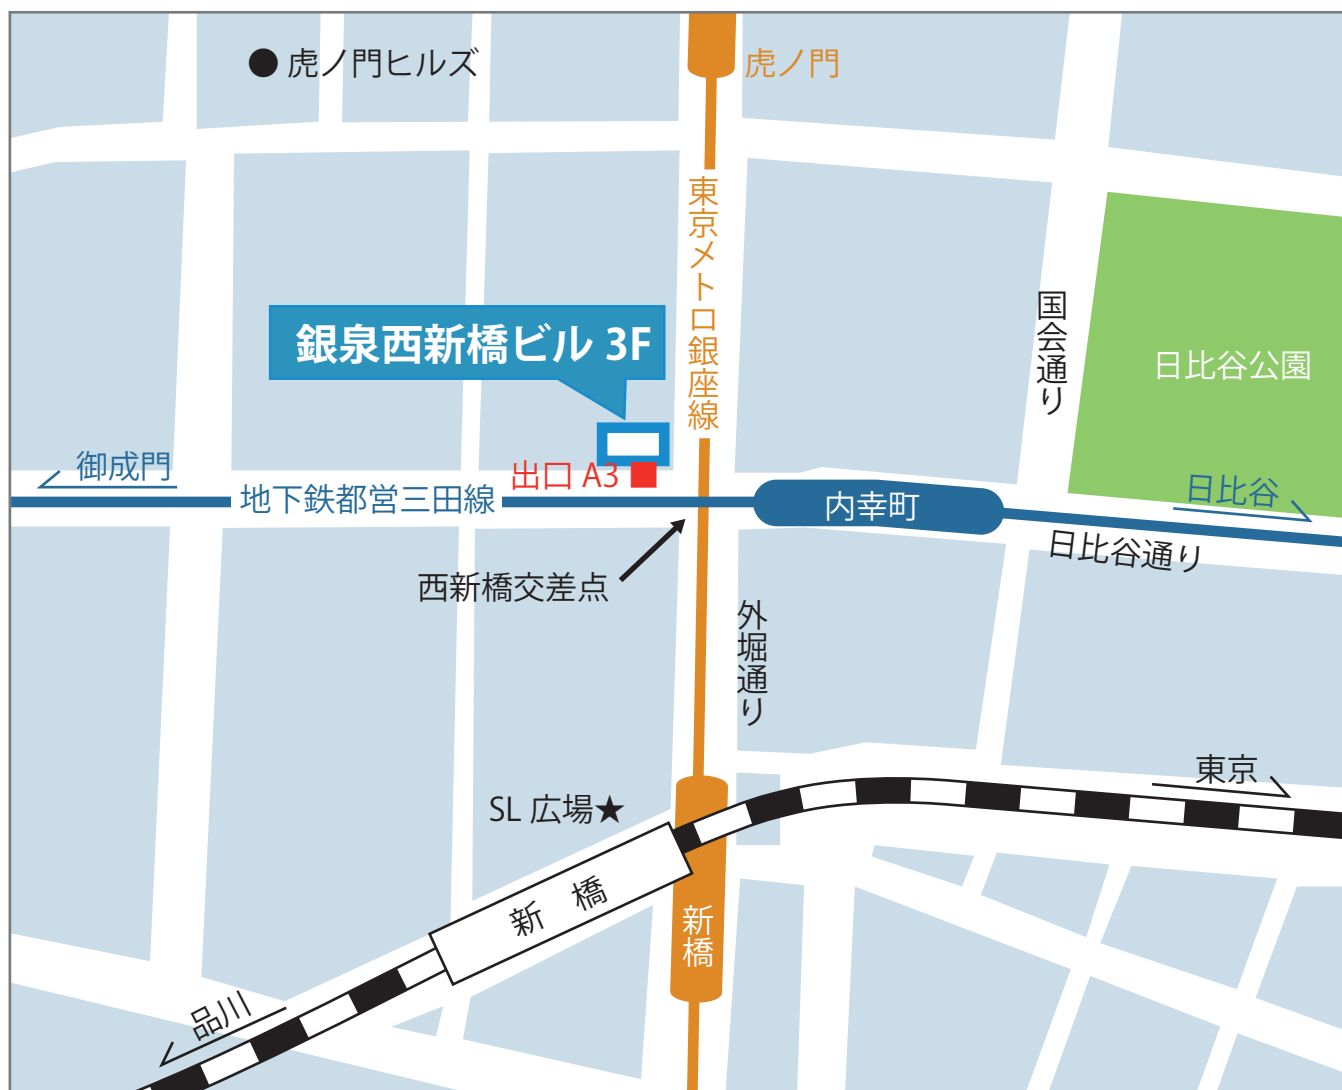 虎ノ門ヒルズ
虎ノ門
東京メトロ銀座線
国会通り
日比谷公園
銀泉西新橋ビル 3F
御成門
出口 A3
地下鉄都営三田線
内幸町
日比谷
日比谷通り
西新橋交差点
外堀通り
東京
SL 広場★
新 橋
新橋
品川